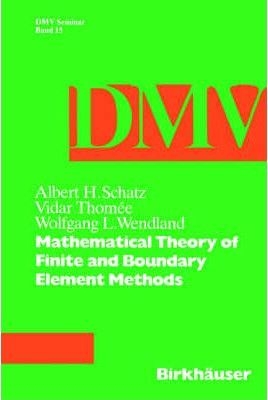 DMV Seminar
Band 15
DMV
Albert H. Schatz
Vidar Thomée
Wolfgang L. Wendland
Mathematical Theory of
Finite and Boundary
Element Methods
Birkhäuser